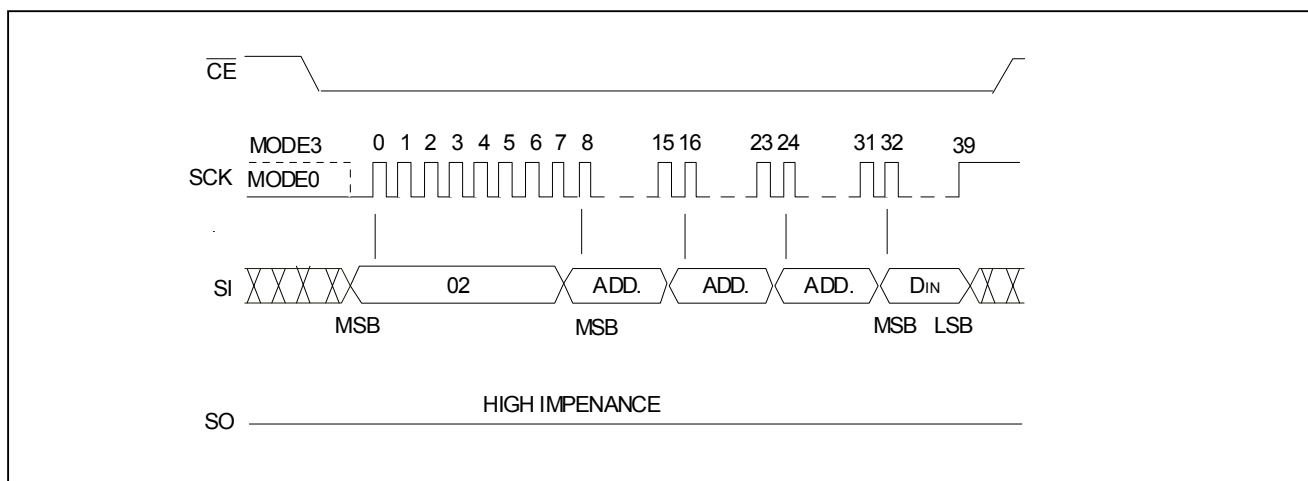 CE
MODE3 0 1 2 3 4 5 6 7 8 15 16 23 24 31 32 39
SCK MODE0
SI 02 ADD. ADD. ADD. DIN
MSB MSB MSB LSB
HIGH IMPENANCE
SO